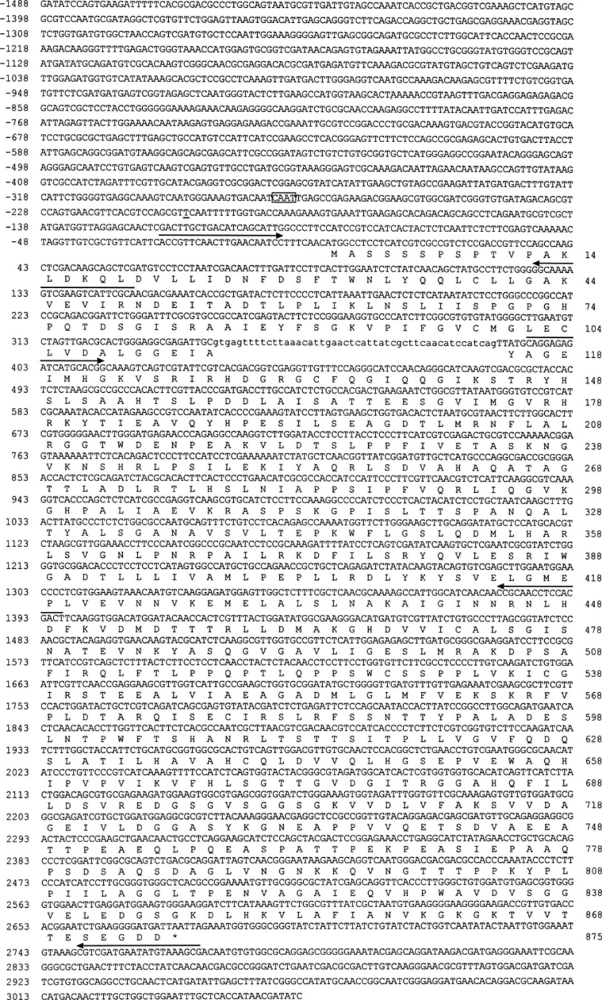 -1488 GATATCCAGTGAAGATTTTTCACGCGACGCCCTGGCAGTAATGCGTTGATTGTAGCCAAATCACCGCTGACGGTCGAAAGCTCATGTAGC
-1398 GCGTCCAATGCGATAGGCTCGTGTTCTGGAGTTAAGTGGACATTGAGCAGGGTCTTCAGACCAGGCTGCTGAGCGAGGAAACGAGGTAGC
-1308 TCTGGTGATGTGGCTAACCAGTCGATGTGCTCCAATTGGAAAGGGGAGTTGAGCGGCAGATGCGCCTCTTGGCATTCACCAACTCCGCGA
-1218 AAGACAAGGGTTTTGAGACTGGGTAAACCATGGAGTGCGGTCGATAACAGAGTGTAGAAATTATGGCCTGCGGGTATGTGGGTCCGCAGT
-1128 ATGATATGCAGATGTCGCACAAGTCGGGCAACGCGAGGACACGCGATGAGATGTTCAAAGACGCGTATGTAGCTGTCAGTCTCGAAGATG
-1038 TTGGAGATGGTGTCATATAAAGCACGCTCCGCCTCAAAGTTGATGACTTGGGAGGTCAATGCCAAAGACAAGAGCGTTTTCTGTCGGTGA
-948 TGTTCTCGATGATGAGTCGGTAGAGCTCAATGGGTACTCTTGAAGCCATGGTAAGCACTAAAAACCGTAAGTTTGACGAGGAGAGAGACG
-858 GCAGTCGCTCCTACCTGGGGGGAAAAGAAACAAGAGGGGCAAGGATCTGCGCAACCAAGAGGCCTTTTATACAATTGATCCATTTGAGAC
-768 ATTAGAGTTACTTGGAAAACAATAAGAGTGAGGAGAAGACCGAAATTGCGTCCGGACCCTGCGACAAAGTGACGTACCGGTACATGTGCA
-678 TCCTGCGCGCTGAGCTTTGAGCTGCCATGTCCATTCATCCGAAGCCTCACGGGAGTTCTTCTCCAGCCGCGAGAGCACTGTGACTTACCT
-588 ATTGAGCAGGCGGATGTAAGGCAGCAGCGAGCATTCGCCGGATAGTCTGTCTGTGCGGTGCTCATGGGAGGCCGGAATACAGGGAGCAGT
-498 AGGGAGCAATCCTGTGAGTCAAGTCGAGTGTTGCCTGATGCGGTAAAGGGAGTCGCAAAGACAATTAGAACAATAAGCCAGTTGTATAAG
-408 GTCGCCATCTAGATTTCGTTGCATACGAGGTCGCGGACTCGGAGCGTATCATATTGAAGCTGTAGCCGAAGATTATGATGACTTTGTATT
-318 CATTCTGGGGTGAGGCAAAGTCAATGGGAAAGTGACAATCAATTGAGCCGAGAAGACGGAAGCGTGGCGATCGGGTGTGATAGACAGCGT
-228 CCAGTGAACGTTCACGTCCAGCGTTCAATTTTTGGTGACCAAAGAAAGTGAAATTGAAGAGCACAGACAGCAGCCTCAGAATGCGTCGCT
-138 ATGATGGTTAGGAGCAACTCGACTTGCTGACATCAGCATTGGCCCTTCCATCCGTCCATCACTACTCTCAATTCTCTTCGAGTCAAAAAC
-48 TAGGTTGTCGCTGTTCATTCACCGTTCAACTTGAACAATCCTTTCAACATGGCCTCCTCATCGTCGCCGTCTCCGACCGTTCCAGCCAAG
M A S S S S P S P T V P A K 14
43 CTCGACAAGCAGCTCGATGTCCTCCTAATCGACAACTTTGATTCCTTCACTTGGAATCTCTATCAACAGCTATGCCTTCTGGGGGCAAAA
L D K Q L D V L L I D N F D S F T W N L Y Q Q L C L L G A K 44
133 GTCGAAGTCATTCGCAACGACGAAATCACCGCTGATACTCTTCCCCTCATTAAATTGAACTCTCTCATAATATCTCCTGGGCCCGGCCAT
V E V I R N D E I T A D T L P L I K L N S L I I S P G P G H 74
223 CCGCAGACGGATTCTGGGATTTCGCGTGCCGCCATCGAGTACTTCTCCGGGAAGGTGCCCATCTTCGGCGTGTGTATGGGGCTTGAATGT
P Q T D S G I S R A A I E Y F S G K V P I F G V C M G L E C 104
313 CTAGTTGACGCACTGGGAGGCGAGATTGCgtgagttttcttaaacattgaactcattatcgcttcaacatccatcagTTATGCAGGAGAG
L V D A L G G E I A Y A G E 118
403 ATCATGCACGGCAAAGTCAGTCGTATTCGTCACGACGGTCGAGGTTGTTTCCAGGGCATCCAACAGGGCATCAAGTCGACGCGCTACCAC
I M H G K V S R I R H D G R G C F Q G I Q Q G I K S T R Y H 148
493 TCTCTAAGCGCCGCCCACACTTCGTTACCCGATGACCTTGCCATCTCTGCCACGACTGAAGAATCTGGCGTTATAATGGGTGTCCGTCAT
S L S A A H T S L P D D L A I S A T T E E S G V I M G V R H 178
583 CGCAAATACACCATAGAAGCCGTCCAATATCACCCCGAAAGTATCCTTAGTGAAGCTGGTGACACTCTAATGCGTAACTTCTTGGCACTT
R K Y T I E A V Q Y H P E S I L S E A G D T L M R N F L A L 208
673 CGTGGGGGAACTTGGGATGAGAACCCAGAGGCCAAGGTCTTGGATACCTCCTTACCTCCCTTCATCGTCGAGACTGCGTCCAAAAACGGA
R G G T W D E N P E A K V L D T S L P P F I V E T A S K N G 238
763 GTAAAAAATTCTCACAGACTCCCTTCCATCCTCGAAAAAATCTATGCTCAACGGTTATCGGATGTTGCTCATGCCCAGGCGACCGCGGGA
V K N S H R L P S I L E K I Y A Q R L S D V A H A Q A T A G 268
853 ACCACTCTCGCAGATCTACGCACACTTCACTCCCTGAACATCGCGCCACCATCCATTCCCTTCGTTCAACGTCTCATTCAAGGCGTCAAA
T T L A D L R T L H S L N I A P P S I P F V Q R L I Q G V K 298
943 GGTCACCCAGCTCTCATCGCCGAGGTCAAGCGTGCATCTCCTTCCAAAGGCCCCATCTCCCTCACTACATCTCCTGCTAATCAAGCTTTG
G H P A L I A E V K R A S P S K G P I S L T T S P A N Q A L 328
1033 ACTTATGCCCTCTCTGGCGCCAATGCAGTTTCTGTCCTCACAGAGCCAAAATGGTTCTTGGGAAGCTTGCAGGATATGCTCCATGCACGT
T Y A L S G A N A V S V L T E P K W F L G S L Q D M L H A R 358
1123 CTAAGCGTTGGAAACCTTCCCAATCGGCCCGCAATCCTCCGCAAAGATTTTATCCTCAGTCGATATCAAGTGCTCGAATCGCGTATCTGG
L S V G N L P N R P A I L R K D F I L S R Y Q V L E S R I W 388
1213 GGTGCGGACACCCTCCTCCTCATAGTGGCCATGCTGCCAGAACCGCTGCTCAGAGATCTATACAAGTACAGTGTCGAGCTTGGAATGGAA
G A D T L L L I V A M L P E P L L R D L Y K Y S V E L G M E 418
1303 CCCCTCGTGGAAGTAAACAATGTCAAGGAGATGGAGTTGGCTCTTTCGCTCAACGCAAAAGCCATTGGCATCAACAACCGCAACCTCCAC
P L V E V N N V K E M E L A L S L N A K A I G I N N R N L H 448
1393 GACTTCAAGGTGGACATGGATACAACCACTCGTTTACTGGATATGGCGAAGGGACATGATGTCGTTATCTGTGCCCTTAGCGGTATCTCC
D F K V D M D T T T R L L D M A K G H D V V I C A L S G I S 478
1483 AACGCTACAGAGGTGAACAAGTACGCATCTCAAGGCGTTGGTGCCGTTCTCATTGGAGAGAGCTTGATGCGGGCGAAGGATCCTTCCGCG
N A T E V N K Y A S Q G V G A V L I G E S L M R A K D P S A 508
1573 TTCATCCGTCAGCTCTTTACTCTTCCTCCTCAACCTACTCTACAACCTCCTTCCTGGTGTTCTTCGCCTCCCCTTGTCAAGATCTGTGGA
F I R Q L F T L P P Q P T L Q P P S W C S S P P L V K I C G 538
1663 ATTCGTTCAACCGAGGAAGCGTTGGTCATTGCCGAAGCTGGTGCGGATATGCTGGGGTTGATGTTTGTTGAGAAATCGAAGCGCTTCGTT
I R S T E E A L V I A E A G A D M L G L M F V E K S K R F V 568
1753 CCACTGGATACTGCTCGTCAGATCAGCGAGTGTATACGATCTCTGAGATTCTCCAGCAATACCACTTATCCGGCCTTGGCAGATGAATCA
P L D T A R Q I S E C I R S L R F S S N T T Y P A L A D E S 598
1843 CTCAACACACCTTGGTTCACTTCTCACGCCAATCGCTTAACGTCGACAACGTCCATCACCCCTCTTCTCGTCGGTGTCTTCCAAGATCAA
L N T P W F T S H A N R L T S T T S I T P L L V G V F Q D Q 628
1933 TCTTTGGCTACCATTCTGCATGCGGTGGCGCACTGTCAGTTGGACGTTGTGCAACTCCACGGCTCTGAACCTGTCGAATGGGCGCAACAT
S L A T I L H A V A H C Q L D V V Q L H G S E P V E W A Q H 658
2023 ATCCCTGTTCCCGTCATCAAAGTTTTCCATCTCAGTGGTACTACGGGCGTAGATGGCATCACTCGTGGTGGTGCACATCAGTTCATCTTA
I P V P V I K V F H L S G T T G V D G I T R G G A H Q F I L 688
2113 CTGGACAGCGTGCGAGAAGATGGAAGTGGCGTGAGCGGTGGATCTGGGAAAGTGGTAGATTTGGTGTTCGCAAAGAGTGTTGTGGATGCG
L D S V R E D G S G V S G G S G K V V D L V F A K S V V D A 718
2203 GGCGAGATCGTGCTGGATGGAGGCGCGTCTTACAAAGGGAACGAGGCTCCGCCGGTTGTACAGGAGACGAGCGATGTTGCAGAGGAGGCG
G E I V L D G G A S Y K G N E A P P V V Q E T S D V A E E A 748
2293 ACTACTCCCGAAGCTGAACAACTGCCTCAGGAAGCATCTCCAGCTACGACTCCGGAGAAACCTGAGGCATCTATAGAACCTGCTGCACAG
T T P E A E Q L P Q E A S P A T T P E K P E A S I E P A A Q 778
2383 CCCTCGGATTCGGCGCAGTCTGACGCAGGATTAGTCAACGGGAATAAGAAGCAGGTCAATGGGACGACGACGCCACCCAAATACCCTCTT
P S D S A Q S D A G L V N G N K K Q V N G T T T P P K Y P L 808
2473 CCCATCATCCTTGCGGGTGGGCTCACGCCGGAAAATGTTGCGGGCGCTATCGAGCAGGTTCACCCTTGGGCTGTGGATGTGAGCGGTGGG
P I I L A G G L T P E N V A G A I E Q V H P W A V D V S G G 838
2563 GTGGAACTTGAGGATGGAAGTGGGAAGGATCTTCATAAAGTTCTGGCGTTTATCGCTAATGTGAAGGGGAAGGGGAAGACCGTTGTGACC
V E L E D G S G K D L H K V L A F I A N V K G K G K T V V T 868
2653 ACGGAATCTGAAGGGGATGATTAATTAGAAATGGTGGGCGGGTATCTATTCTTATCTGTATCTACTGGTCAATATACTAATTGTGGAAAT
T E S E G D D * 875
2743 GTAAAGCGTCGATGAATATGTAAAGCGACAATGTGTGGCGCAGGAGCGGGGGAAATACGAGCAGGATAAGACGATGAGGGAAATTCGCAA
2833 GGGCGCTGAACTTTCTACCTATCAACAACGACGCCGGGATCTGAATCGACGCGACTTGTCAAGGGAACGCGTTTAGTGGACGATGATCGA
2923 TCGTGTGGCAGGCCTGCAACTCATGATATTGAGCTTTATCGGGCCATATGCAACCGGCAATCGGGAGGATGAACACAGGACGCAAGATAA
3013 CATGACAACTTTGCTGGCTGGAATTTGCTCACCATAACGATATC